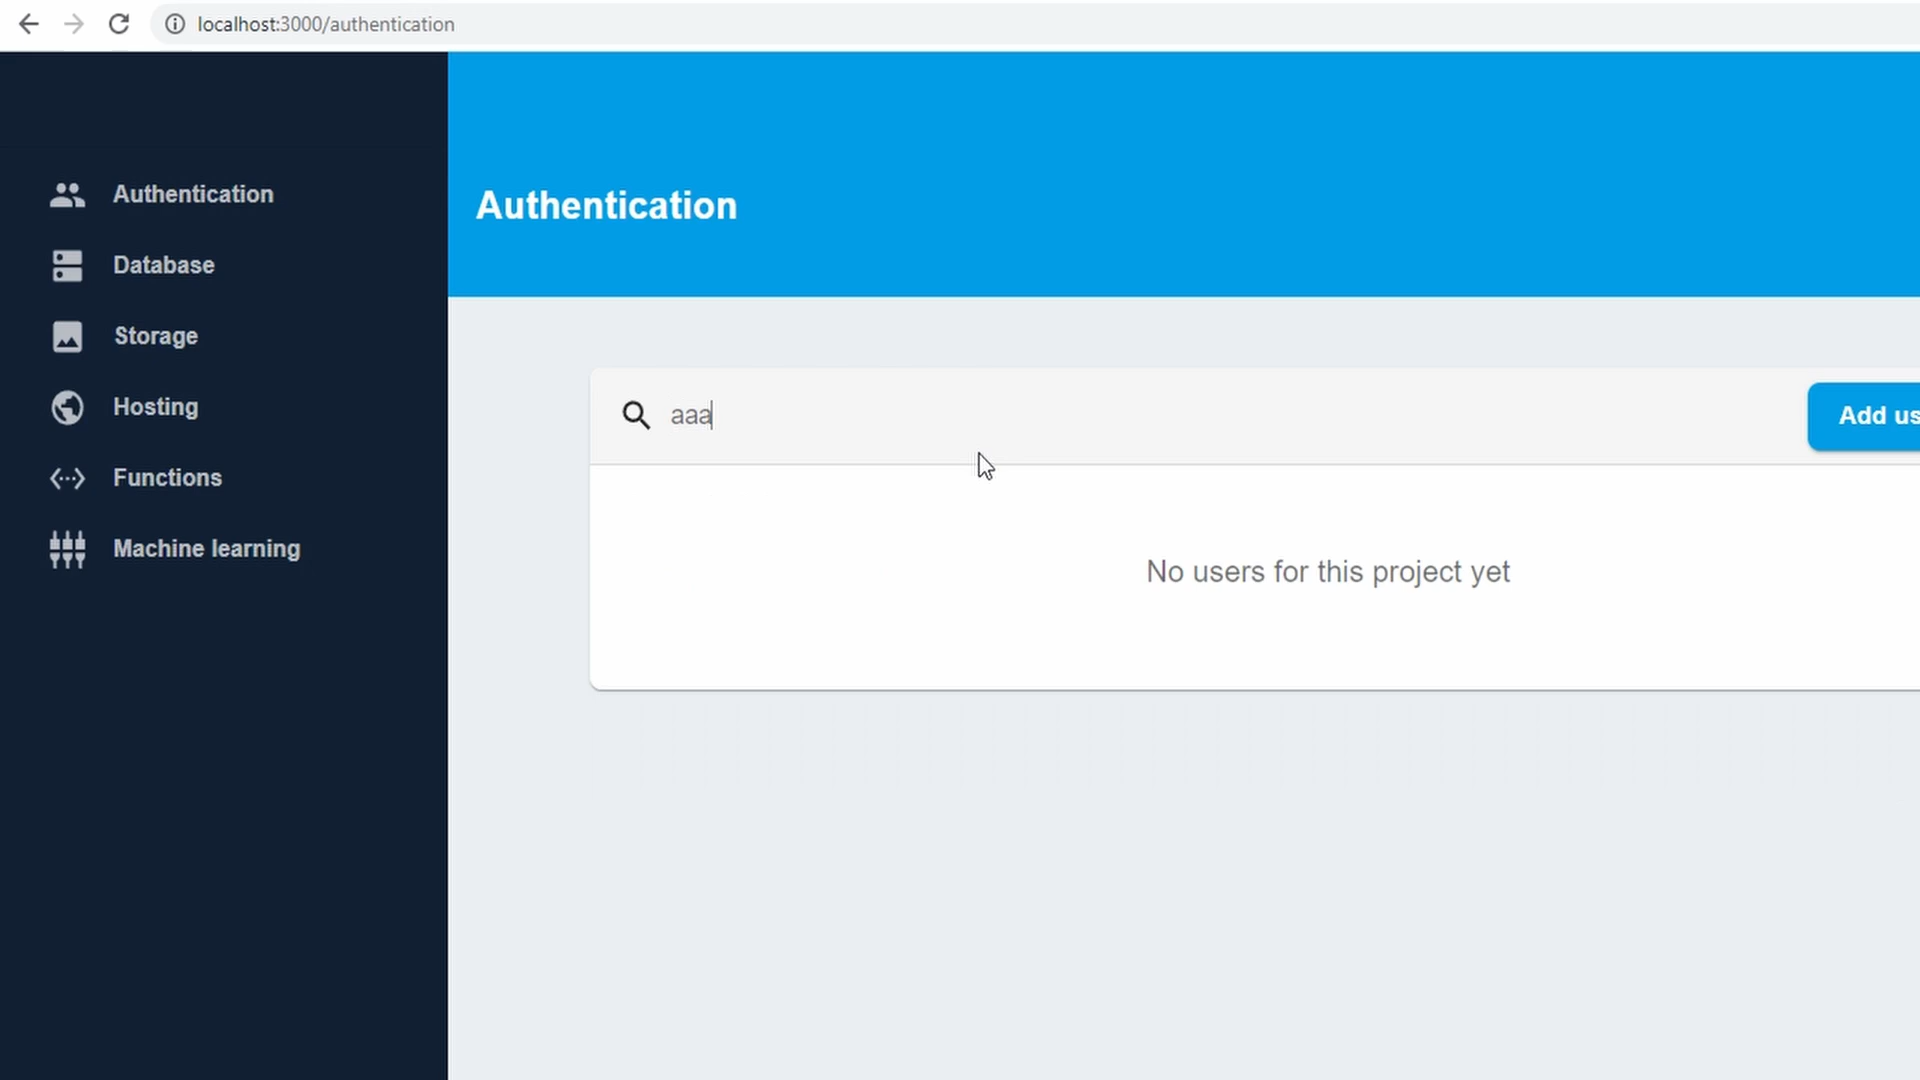 localhost:3000/authentication
Authentication
Database
Storage
Hosting
Functions
Machine learning
Authentication
aaa
Add us
No users for this project yet